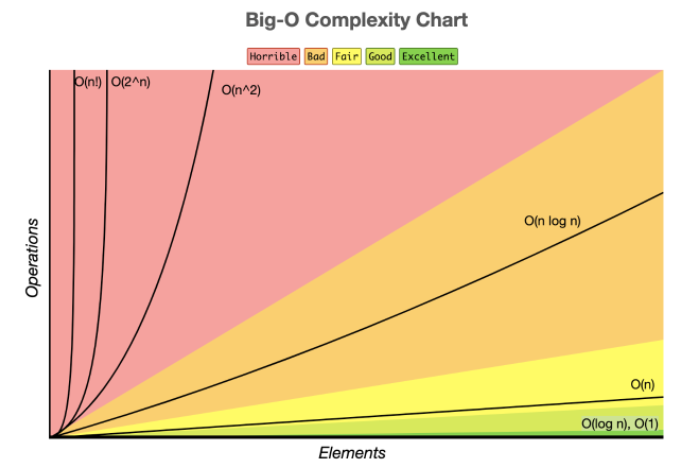 Big-O Complexity Chart
Horrible Bad Fair Good Excellent
O(n!) O(2^n)
O(n^2)
O(n log n)
O(n)
O(log n), O(1)
Operations
Elements